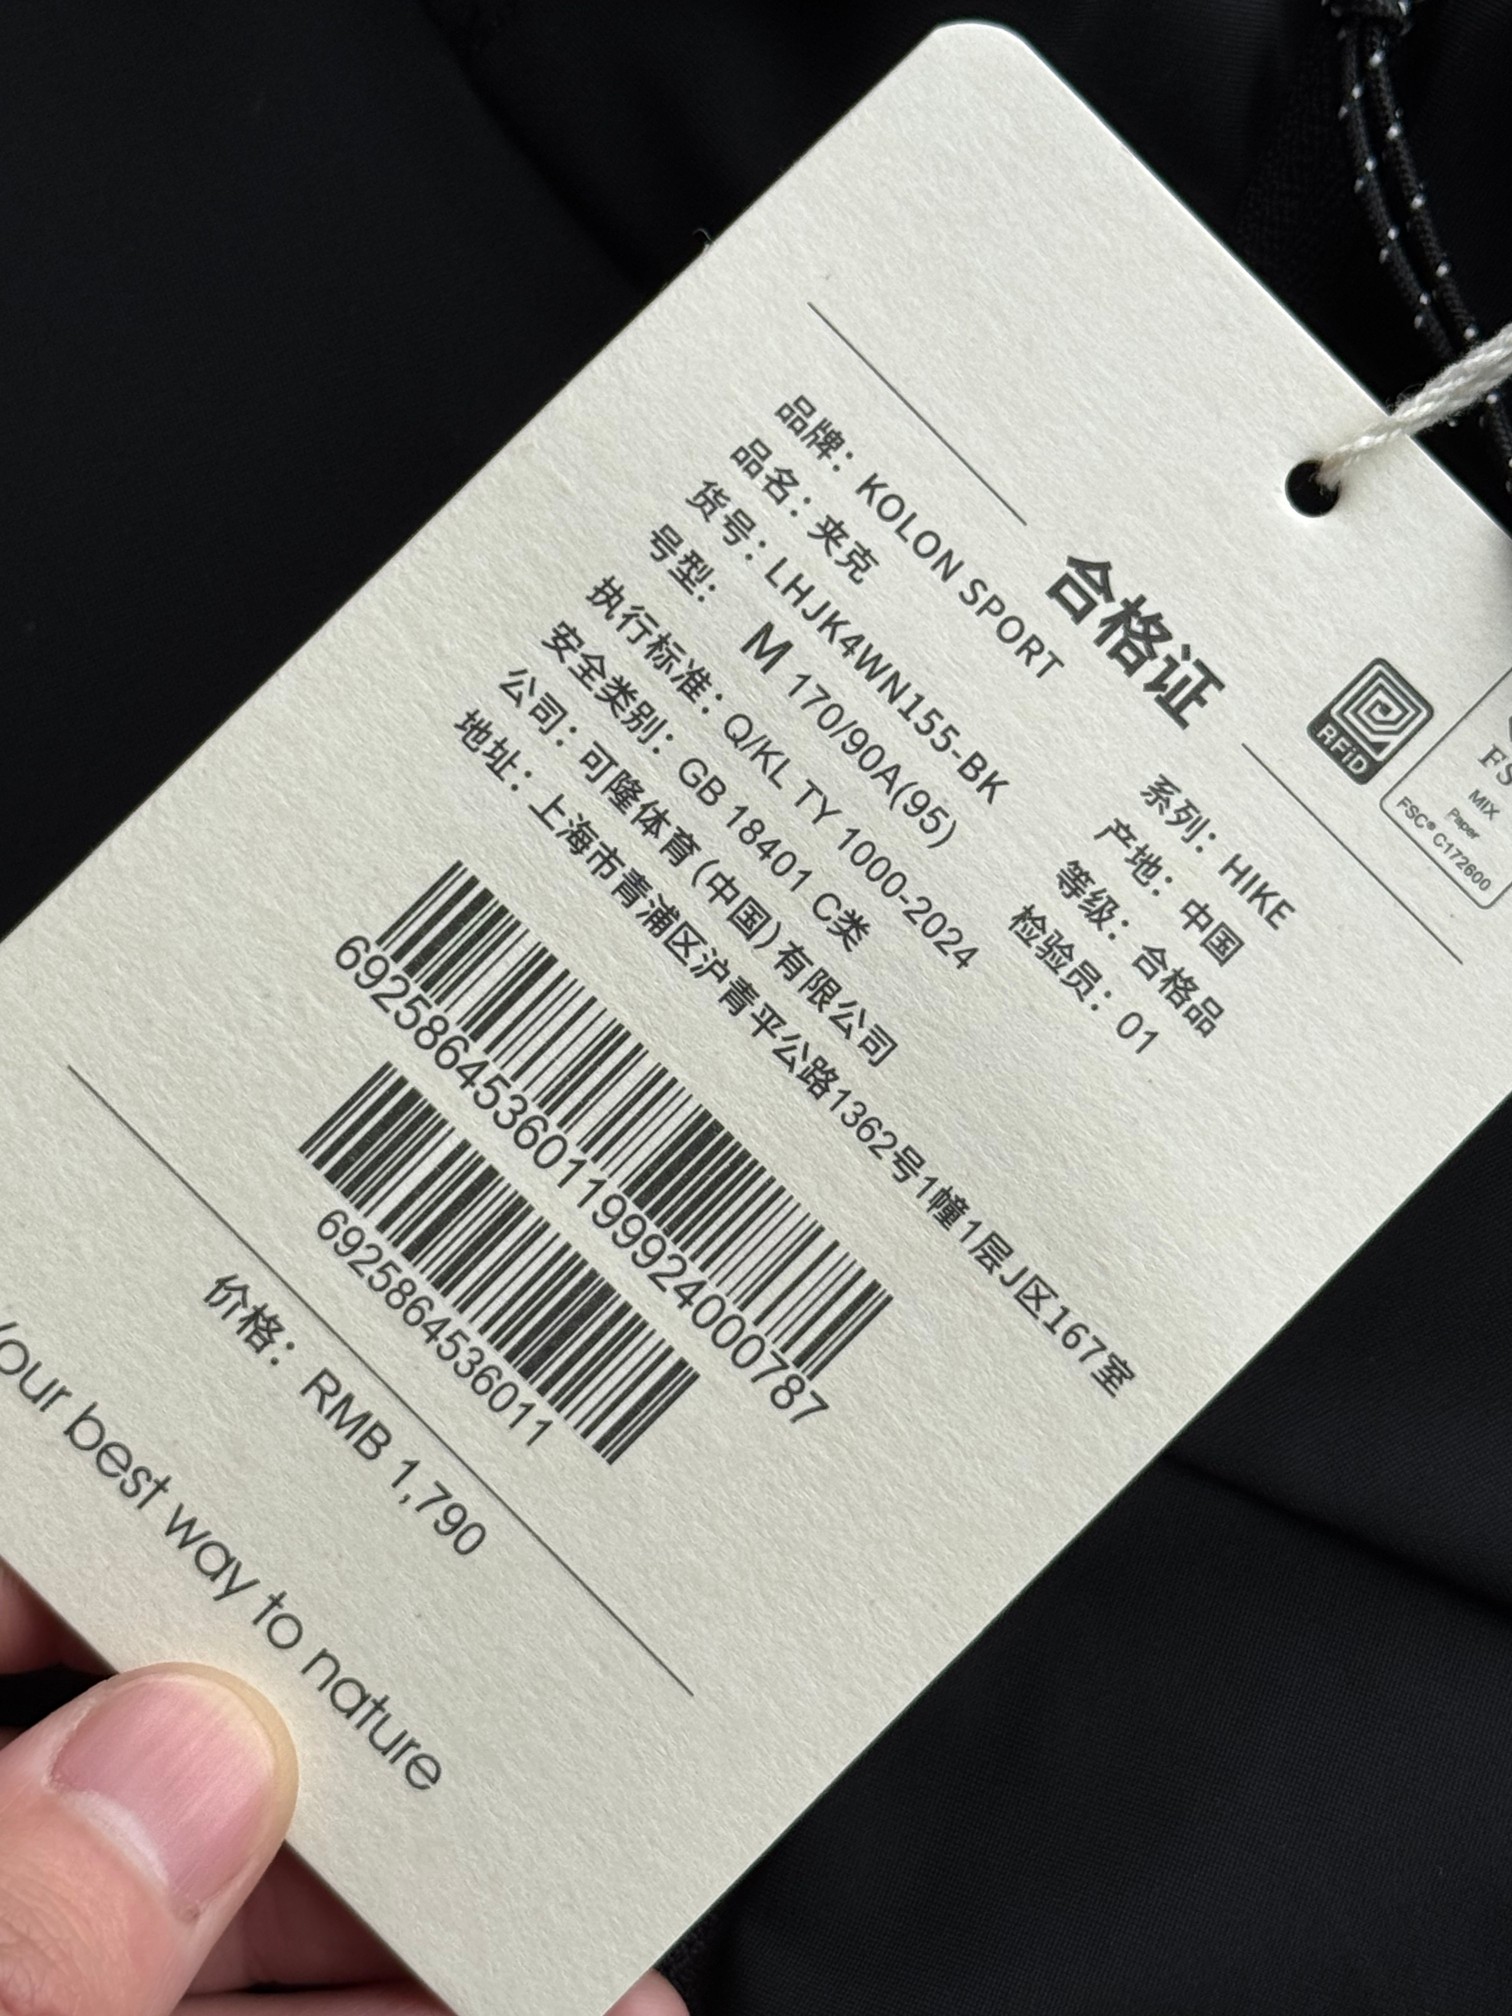 合格证
品牌：KOLON SPORT
品名：夹克
系列：HIKE
货号：LHJK4WN155-BK
产地：中国
号型： M 170/90A(95)
等级：合格品
执行标准：Q/KL TY 1000-2024
检验员：01
安全类别：GB 18401 C类
公司：可隆体育(中国)有限公司
地址：上海市青浦区沪青平公路1362号1幢1层J区167室
692586453601199924000787
6925864536011
价格：RMB 1,790
Your best way to nature
RFiD
MIX
Paper
FSC® C172600